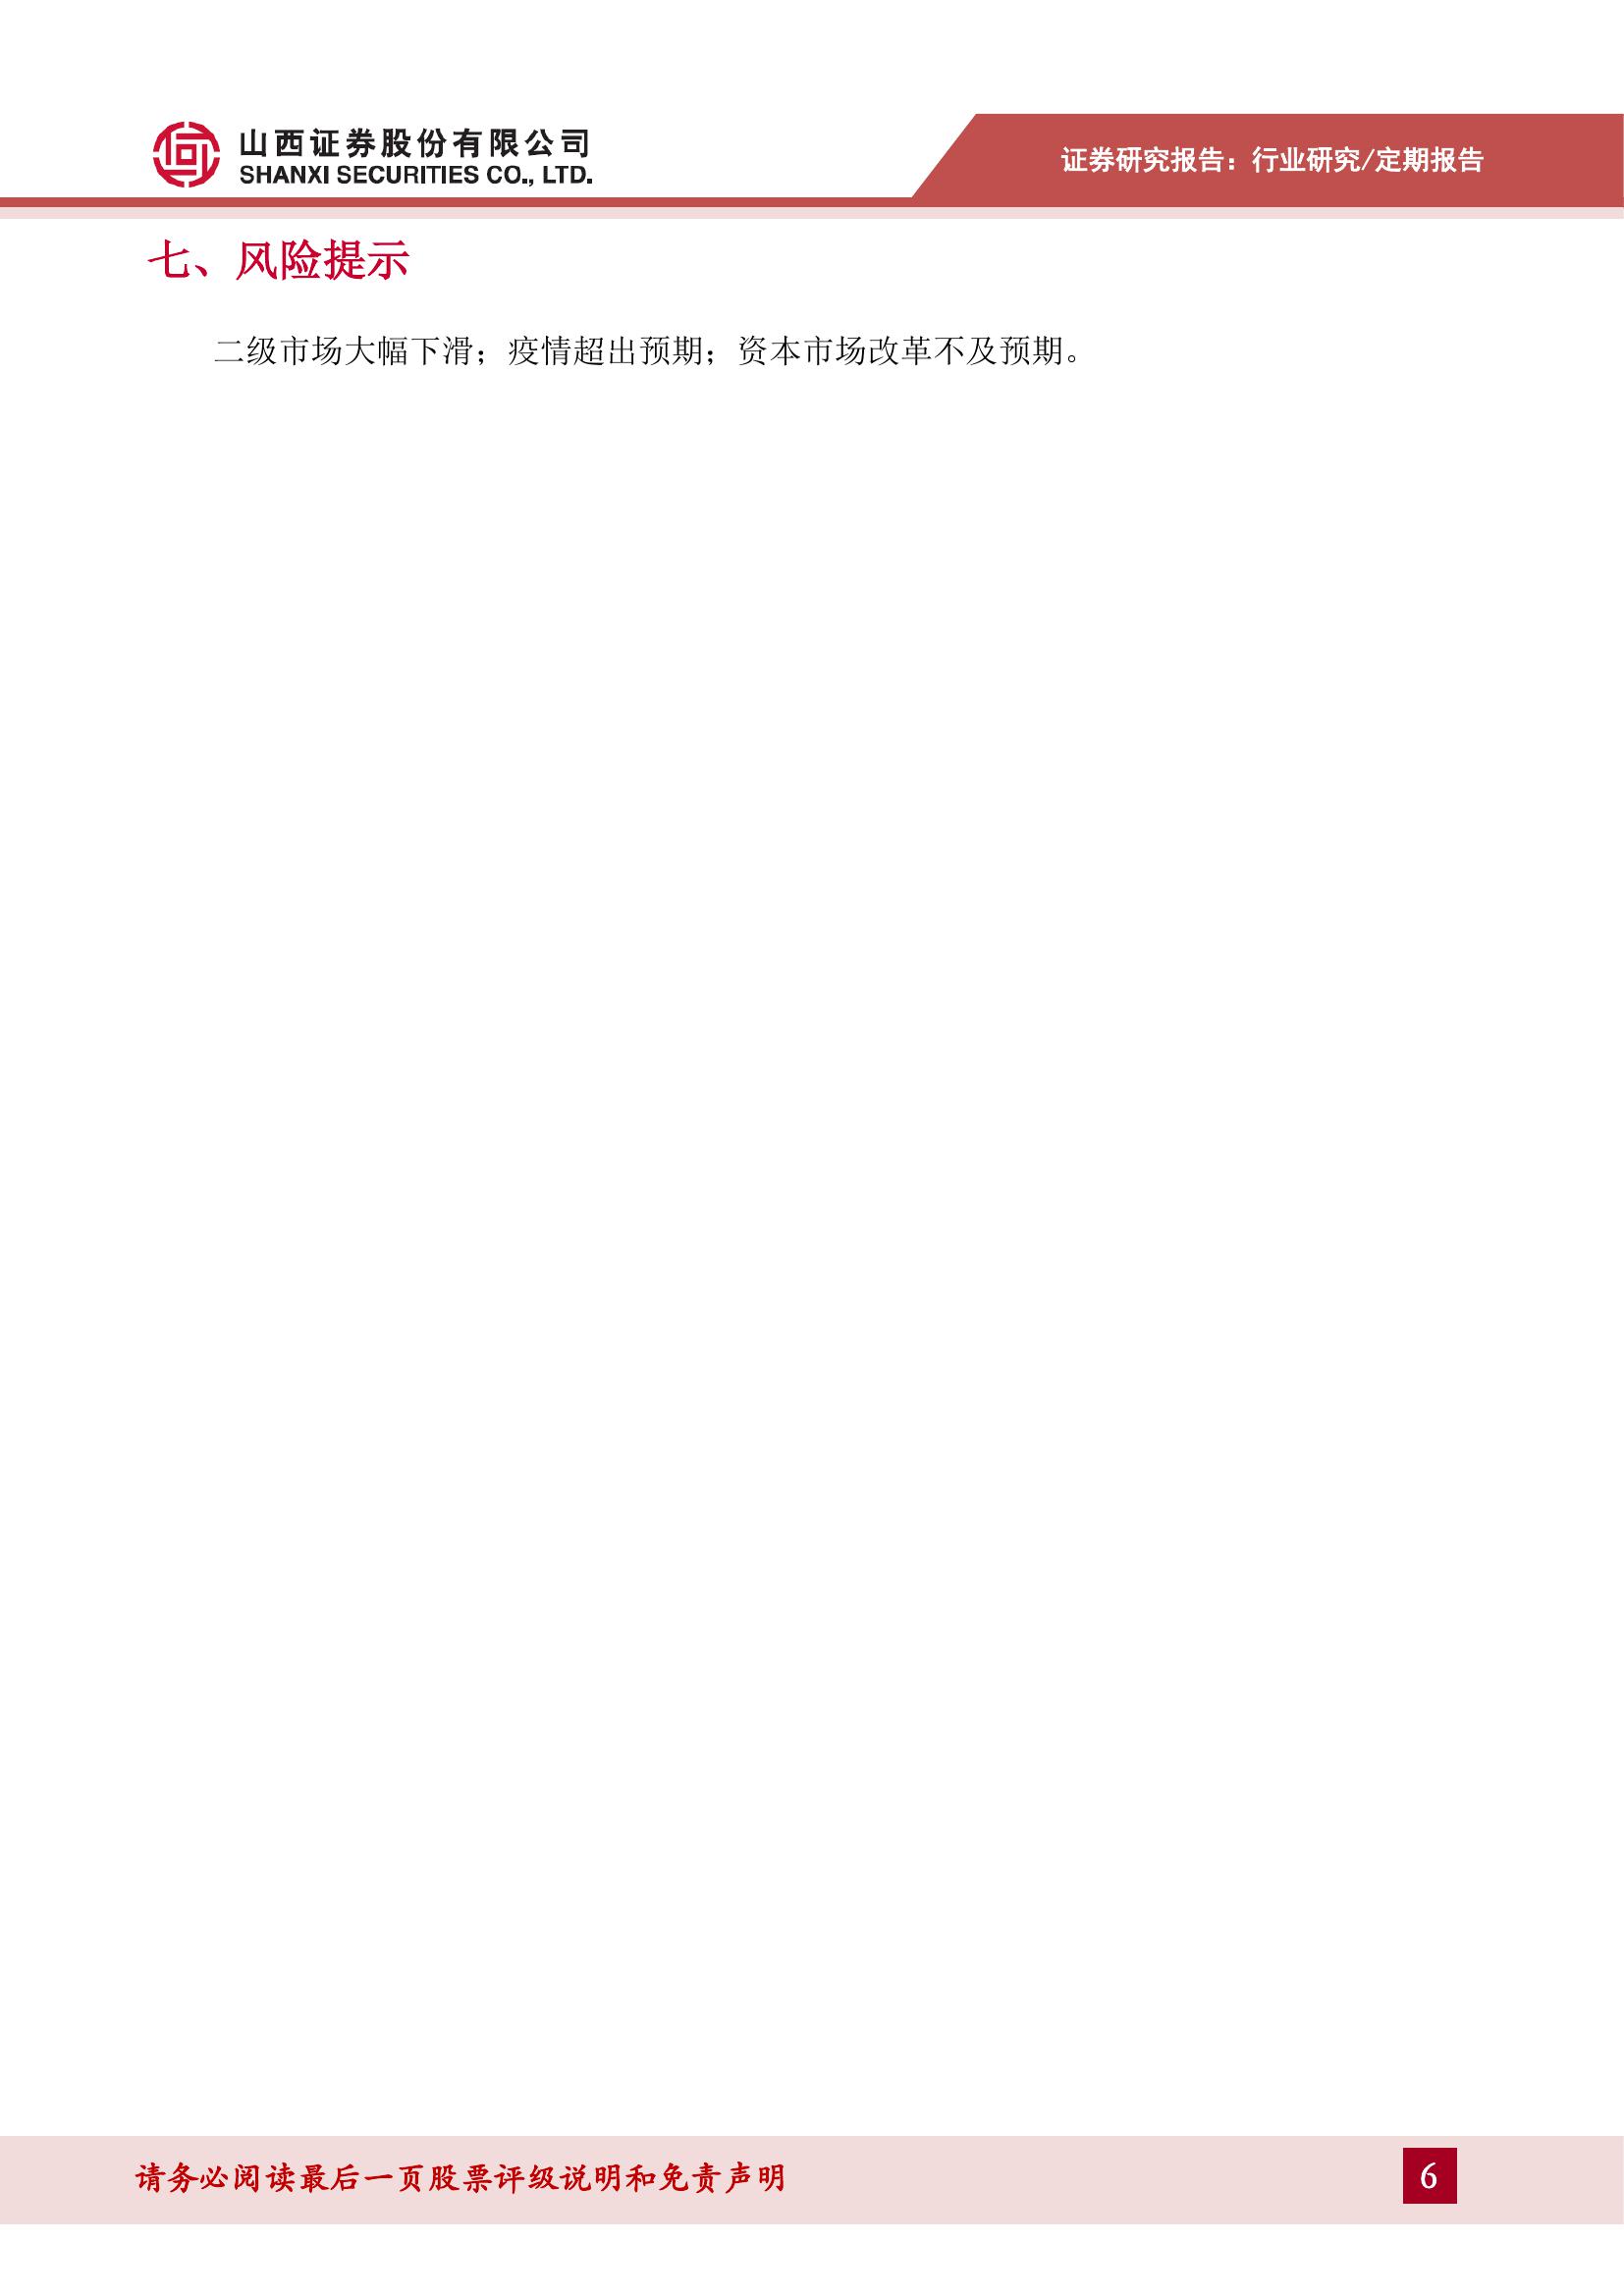 山西证券股份有限公司
SHANXI SECURITIES CO., LTD.
证券研究报告：行业研究/定期报告
七、风险提示
二级市场大幅下滑；疫情超出预期；资本市场改革不及预期。
请务必阅读最后一页股票评级说明和免责声明
6